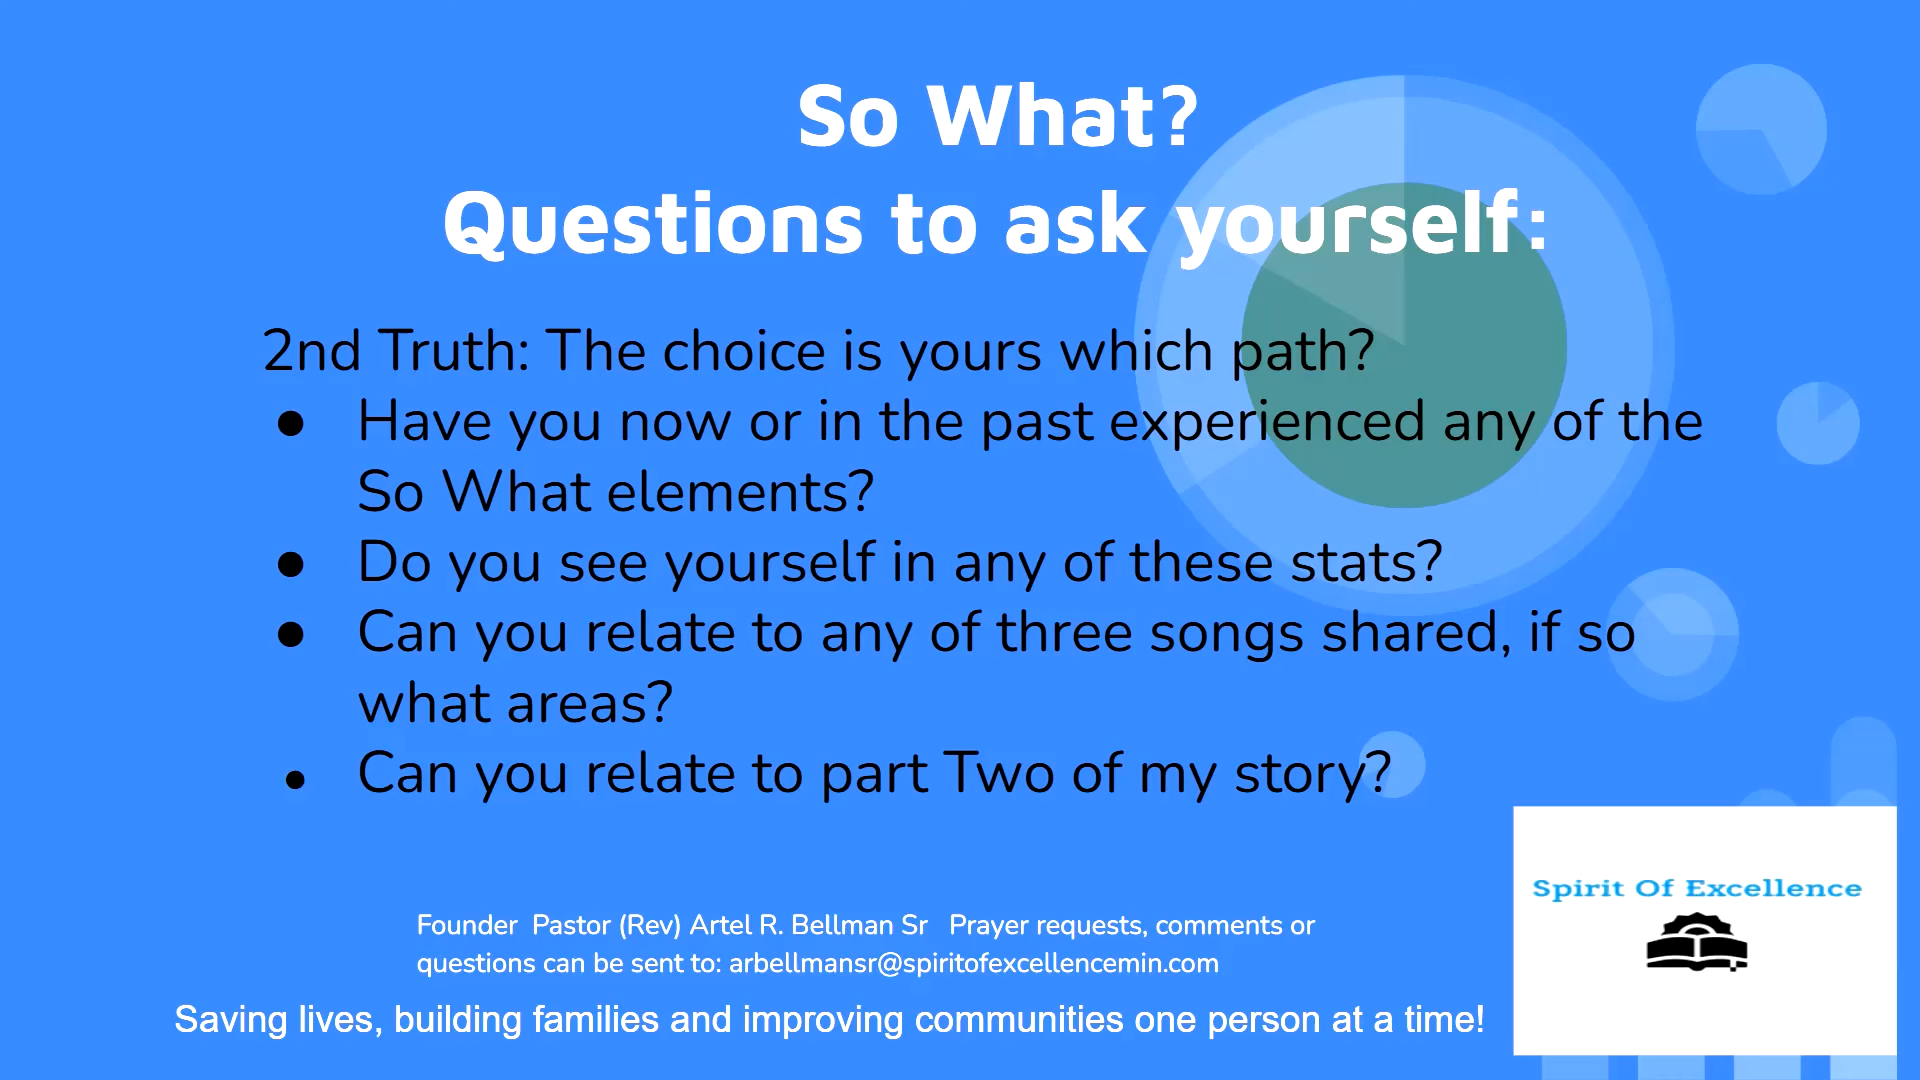 So What?
Questions to ask yourself:
2nd Truth: The choice is yours which path?
● Have you now or in the past experienced any of the
So What elements?
● Do you see yourself in any of these stats?
● Can you relate to any of three songs shared, if so
what areas?
● Can you relate to part Two of my story?
Spirit Of Excellence
Founder Pastor (Rev) Artel R. Bellman Sr Prayer requests, comments or
questions can be sent to: arbellmansr@spiritofexcellencemin.com
Saving lives, building families and improving communities one person at a time!